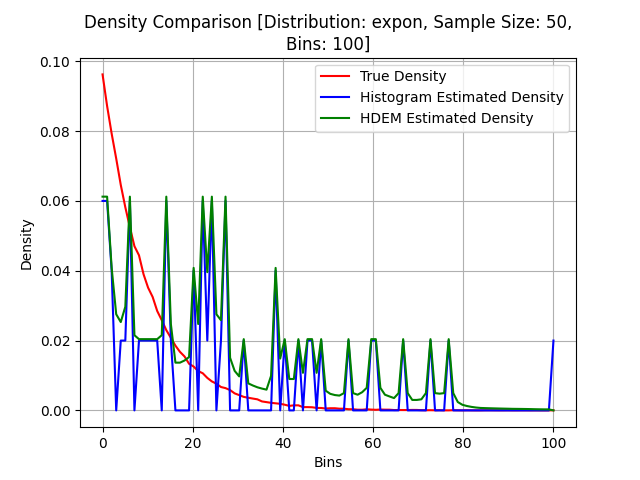 Density Comparison [Distribution: expon, Sample Size: 50,
Bins: 100]
True Density
Histogram Estimated Density
HDEM Estimated Density
Density
0.10
0.08
0.06
0.04
0.02
0.00
0 20 40 60 80 100
Bins